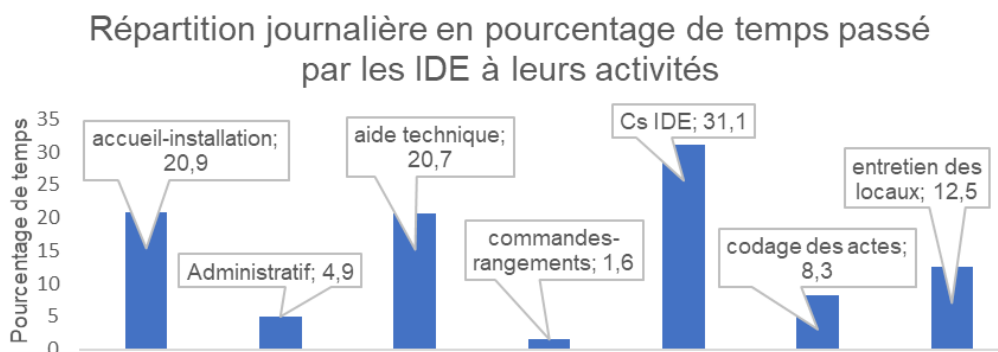 Répartition journalière en pourcentage de temps passé
par les IDE à leurs activités
Pourcentage de temps
35
30
25
20
15
10
5
0
accueil-installation;
20,9
Administratif; 4,9
aide technique;
20,7
commandes-
rangements; 1,6
Cs IDE; 31,1
codage des actes;
8,3
entretien des
locaux; 12,5